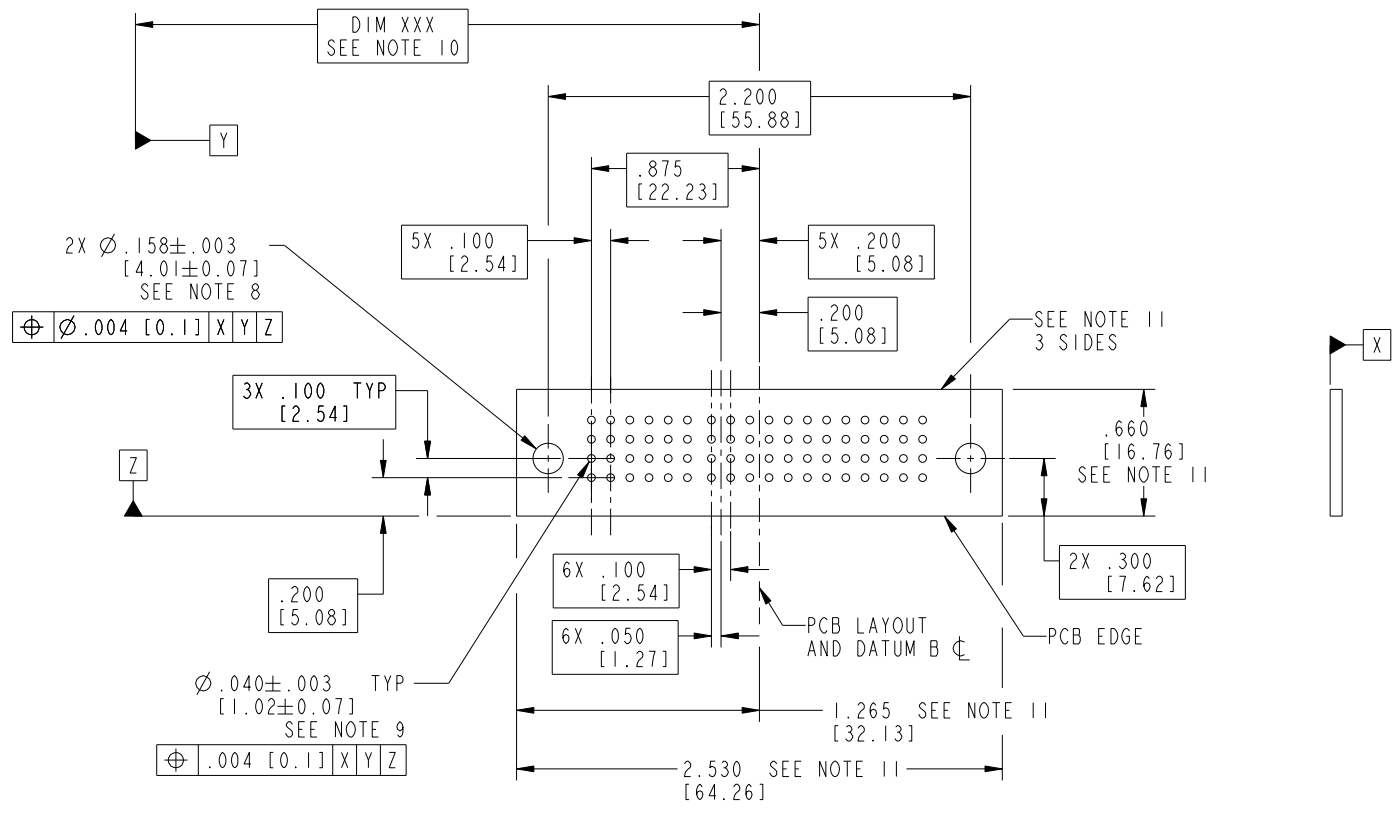 DIM XXX
SEE NOTE 10
2.200
[55.88]
Y
.875
[22.23]
5X .100
[2.54]
5X .200
[5.08]
2X Ø.158±.003
[4.01±0.07]
SEE NOTE 8
⌖ Ø.004 [0.1] X Y Z
.200
[5.08]
SEE NOTE 11
3 SIDES
X
3X .100 TYP
[2.54]
.660
[16.76]
SEE NOTE 11
Z
6X .100
[2.54]
2X .300
[7.62]
.200
[5.08]
PCB LAYOUT
AND DATUM B ℄
PCB EDGE
6X .050
[1.27]
Ø.040±.003 TYP
[1.02±0.07]
SEE NOTE 9
⌖ .004 [0.1] X Y Z
1.265 SEE NOTE 11
[32.13]
2.530 SEE NOTE 11
[64.26]